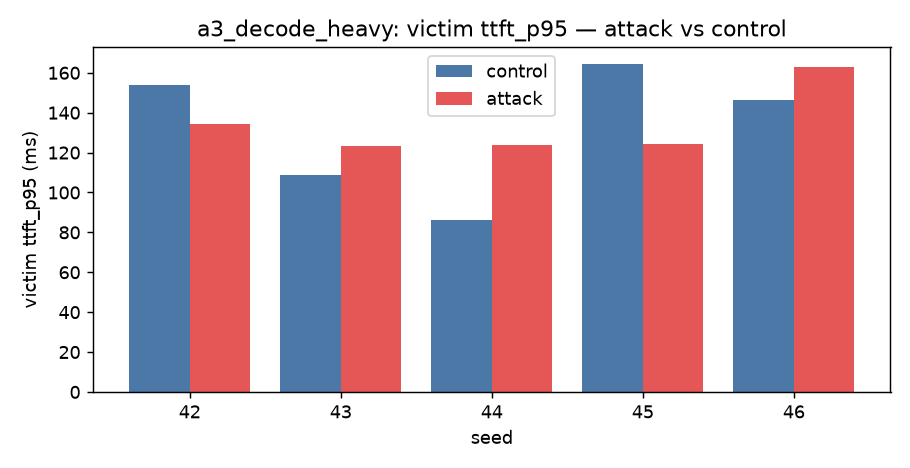 a3_decode_heavy: victim ttft_p95 — attack vs control
control
attack
victim ttft_p95 (ms)
160
140
120
100
80
60
40
20
0
42 43 44 45 46
seed